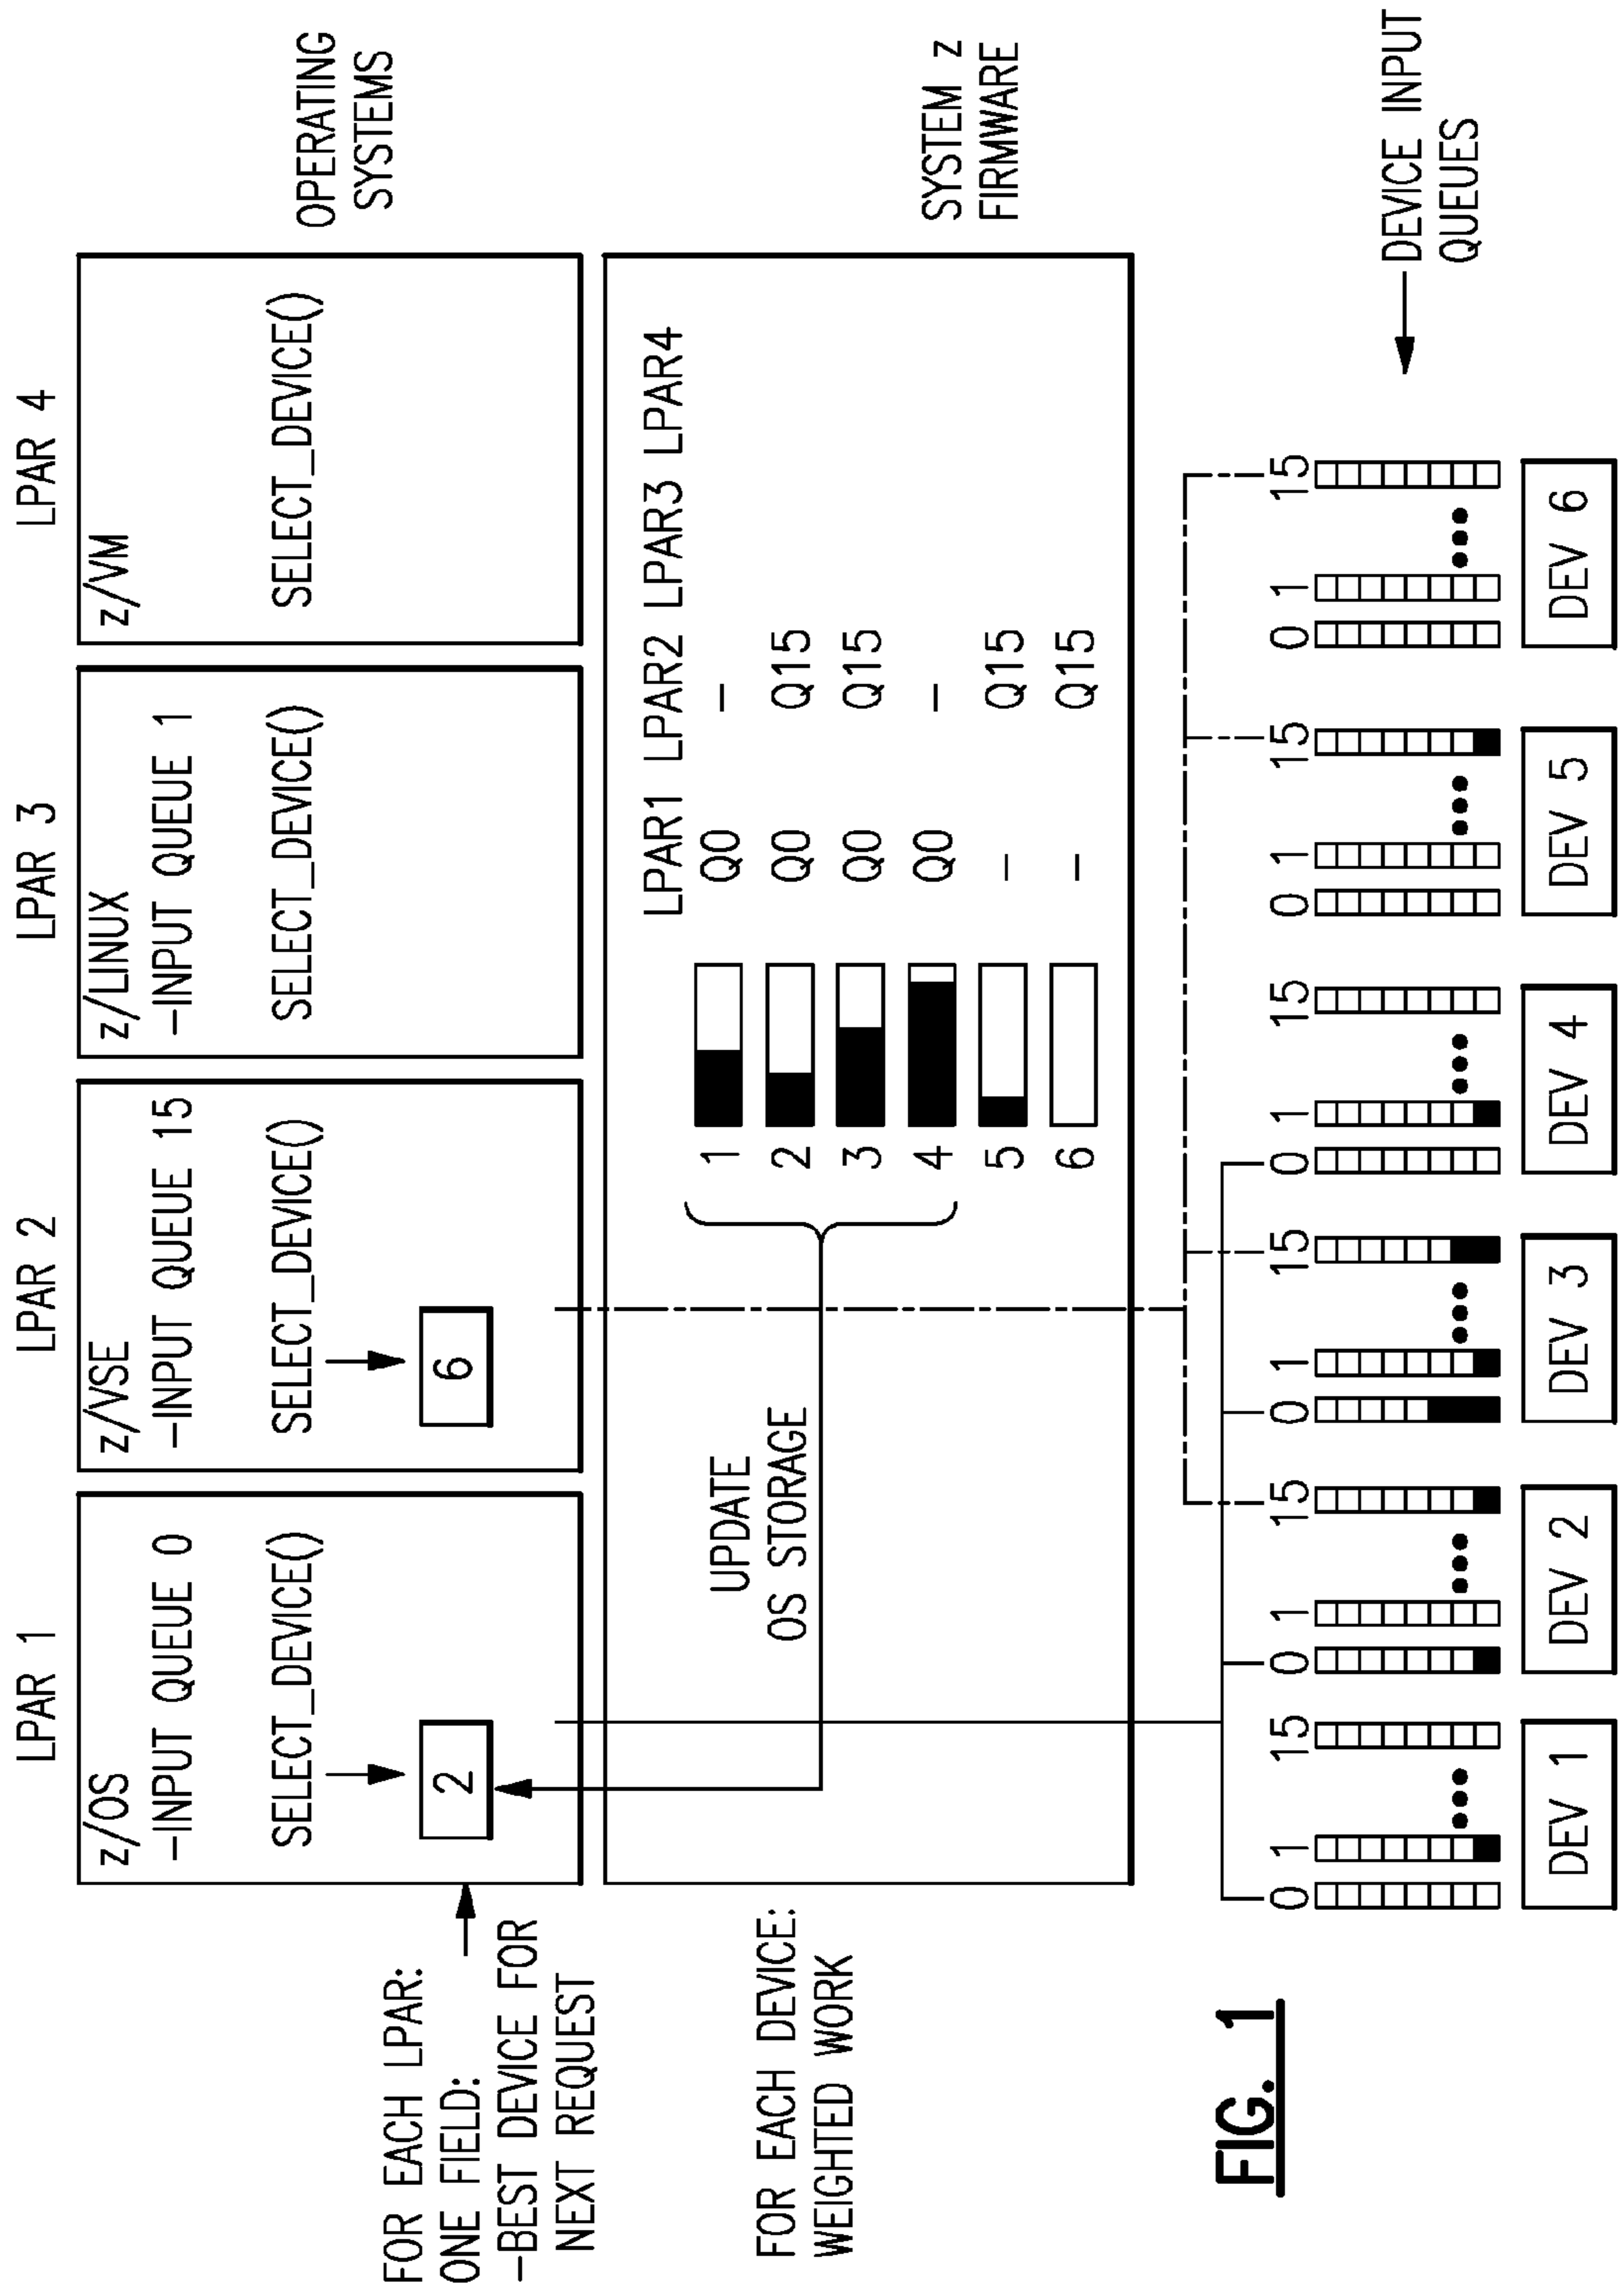 LPAR 1
LPAR 2
LPAR 3
LPAR 4
z/OS
–INPUT QUEUE 0
SELECT_DEVICE()
2
z/VSE
–INPUT QUEUE 15
SELECT_DEVICE()
6
z/LINUX
–INPUT QUEUE 1
SELECT_DEVICE()
z/VM
SELECT_DEVICE()
OPERATING
SYSTEMS
FOR EACH LPAR:
ONE FIELD:
–BEST DEVICE FOR
NEXT REQUEST
UPDATE
OS STORAGE
LPAR1 LPAR2 LPAR3 LPAR4
1 Q0 –
2 Q0 Q15
3 Q0 Q15
4 Q0 –
5 – Q15
6 – Q15
SYSTEM z
FIRMWARE
FOR EACH DEVICE:
WEIGHTED WORK
0 1 15 0 1 15 0 1 15 0 1 15 0 1 15 0 1 15
DEVICE INPUT
QUEUES
DEV 1 DEV 2 DEV 3 DEV 4 DEV 5 DEV 6
FIG. 1